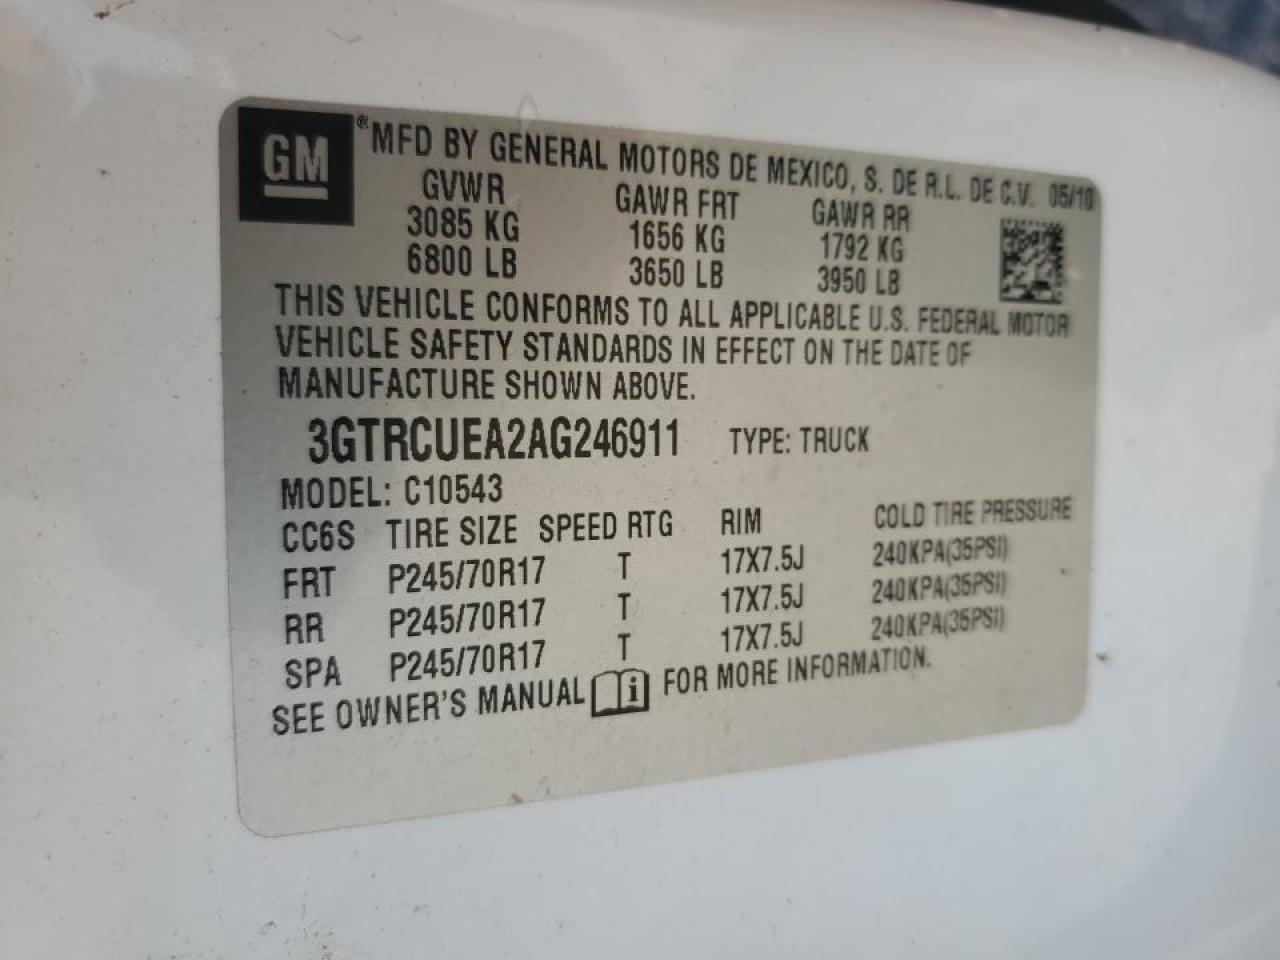 GM ® MFD BY GENERAL MOTORS DE MEXICO, S. DE R.L. DE C.V. 05/10
GVWR GAWR FRT GAWR RR
3085 KG 1656 KG 1792 KG
6800 LB 3650 LB 3950 LB
THIS VEHICLE CONFORMS TO ALL APPLICABLE U.S. FEDERAL MOTOR
VEHICLE SAFETY STANDARDS IN EFFECT ON THE DATE OF
MANUFACTURE SHOWN ABOVE.
3GTRCUEA2AG246911 TYPE: TRUCK
MODEL: C10543
CC6S TIRE SIZE SPEED RTG RIM COLD TIRE PRESSURE
FRT P245/70R17 T 17X7.5J 240KPA(35PSI)
RR P245/70R17 T 17X7.5J 240KPA(35PSI)
SPA P245/70R17 T 17X7.5J 240KPA(35PSI)
SEE OWNER'S MANUAL i FOR MORE INFORMATION.